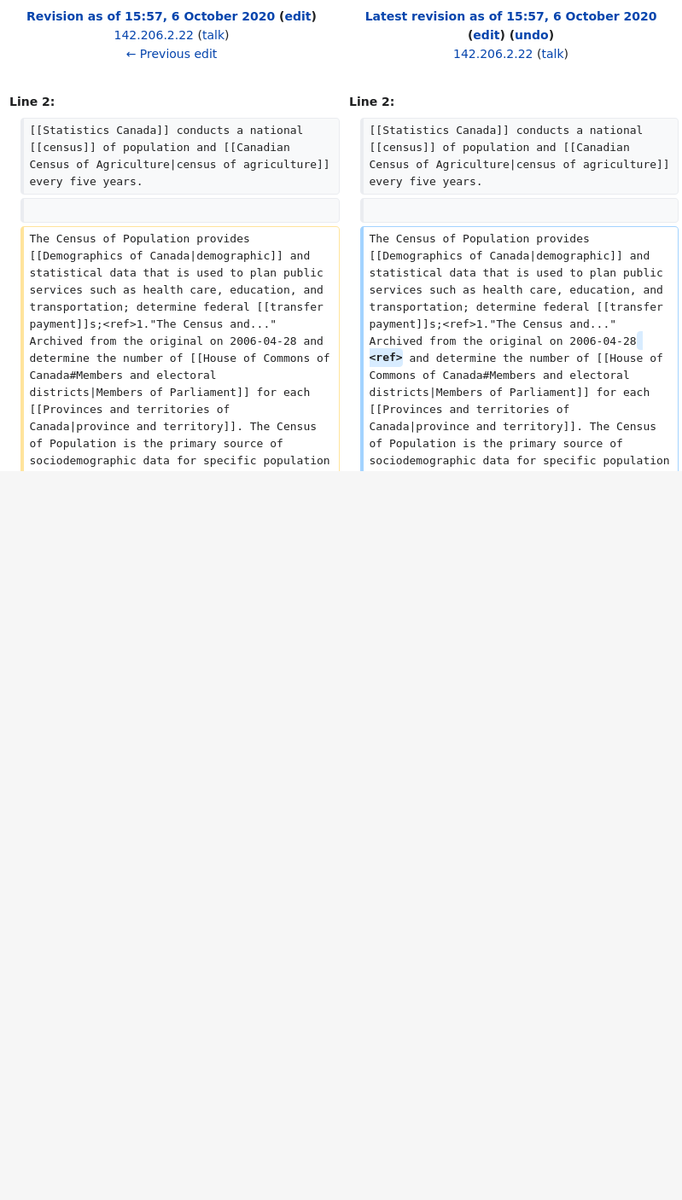 Revision as of 15:57, 6 October 2020 (edit)
142.206.2.22 (talk)
← Previous edit
Line 2:
[[Statistics Canada]] conducts a national
[[census]] of population and [[Canadian
Census of Agriculture|census of agriculture]]
every five years.
The Census of Population provides
[[Demographics of Canada|demographic]] and
statistical data that is used to plan public
services such as health care, education, and
transportation; determine federal [[transfer
payment]]s;<ref>1."The Census and..."
Archived from the original on 2006-04-28 and
determine the number of [[House of Commons of
Canada#Members and electoral
districts|Members of Parliament]] for each
[[Provinces and territories of
Canada|province and territory]]. The Census
of Population is the primary source of
sociodemographic data for specific population
Latest revision as of 15:57, 6 October 2020
(edit) (undo)
142.206.2.22 (talk)
Line 2:
[[Statistics Canada]] conducts a national
[[census]] of population and [[Canadian
Census of Agriculture|census of agriculture]]
every five years.
The Census of Population provides
[[Demographics of Canada|demographic]] and
statistical data that is used to plan public
services such as health care, education, and
transportation; determine federal [[transfer
payment]]s;<ref>1."The Census and..."
Archived from the original on 2006-04-28
<ref> and determine the number of [[House of
Commons of Canada#Members and electoral
districts|Members of Parliament]] for each
[[Provinces and territories of
Canada|province and territory]]. The Census
of Population is the primary source of
sociodemographic data for specific population